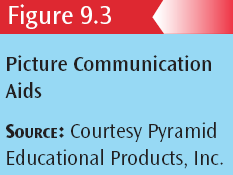 Figure 9.3
Picture Communication
Aids
SOURCE: Courtesy Pyramid
Educational Products, Inc.